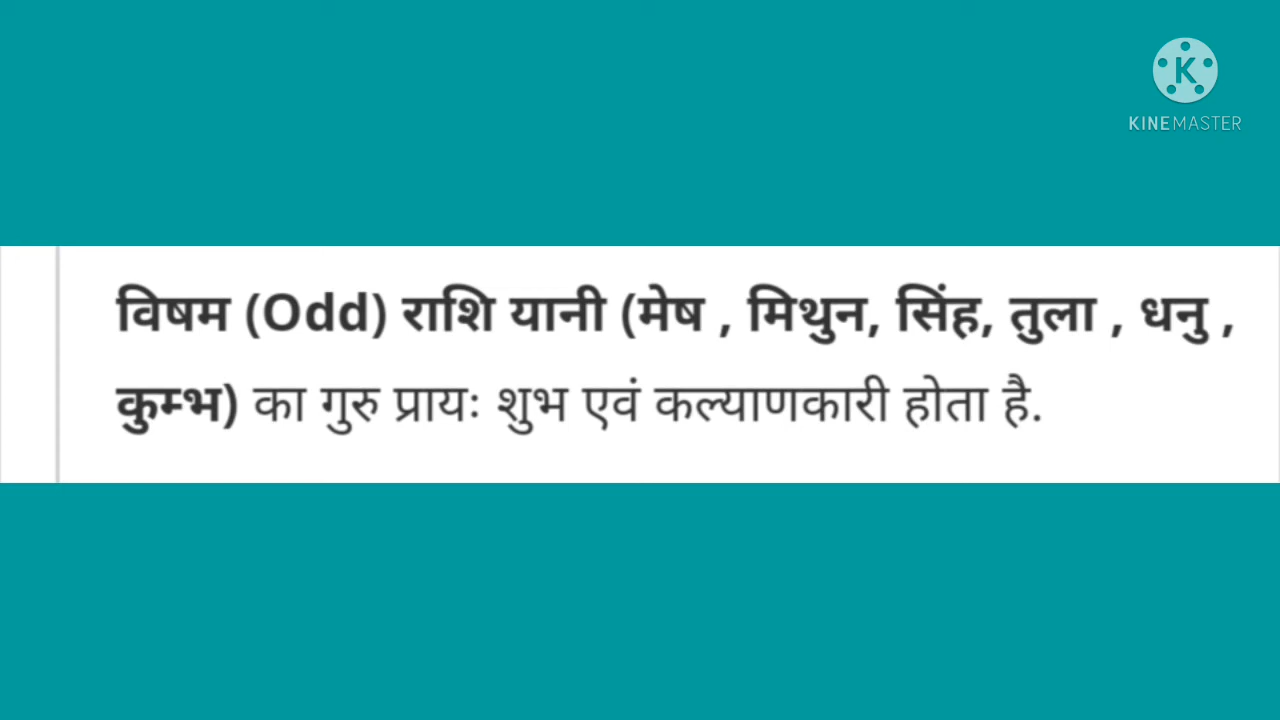 KINEMASTER
विषम (Odd) राशि यानी (मेष , मिथुन, सिंह, तुला , धनु ,
कुम्भ) का गुरु प्रायः शुभ एवं कल्याणकारी होता है.